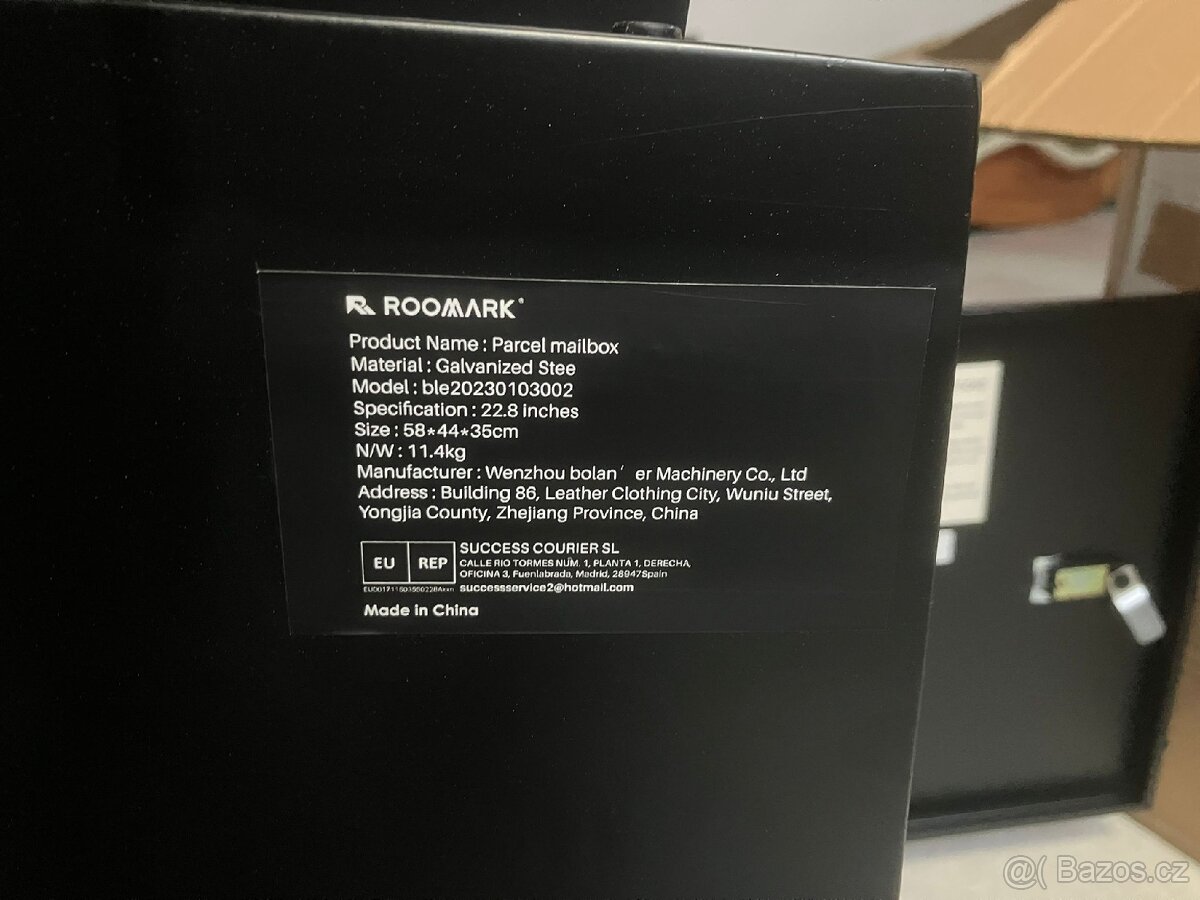 ROOMARK®
Product Name : Parcel mailbox
Material : Galvanized Stee
Model : ble20230103002
Specification : 22.8 inches
Size : 58*44*35cm
N/W : 11.4kg
Manufacturer : Wenzhou bolan' er Machinery Co., Ltd
Address : Building 86, Leather Clothing City, Wuniu Street,
Yongjia County, Zhejiang Province, China
EU REP
SUCCESS COURIER SL
CALLE RIO TORMES NÚM. 1, PLANTA 1, DERECHA,
OFICINA 3, Fuenlabrada, Madrid, 28947Spain
successservice2@hotmail.com
Made in China
@( Bazos.cz